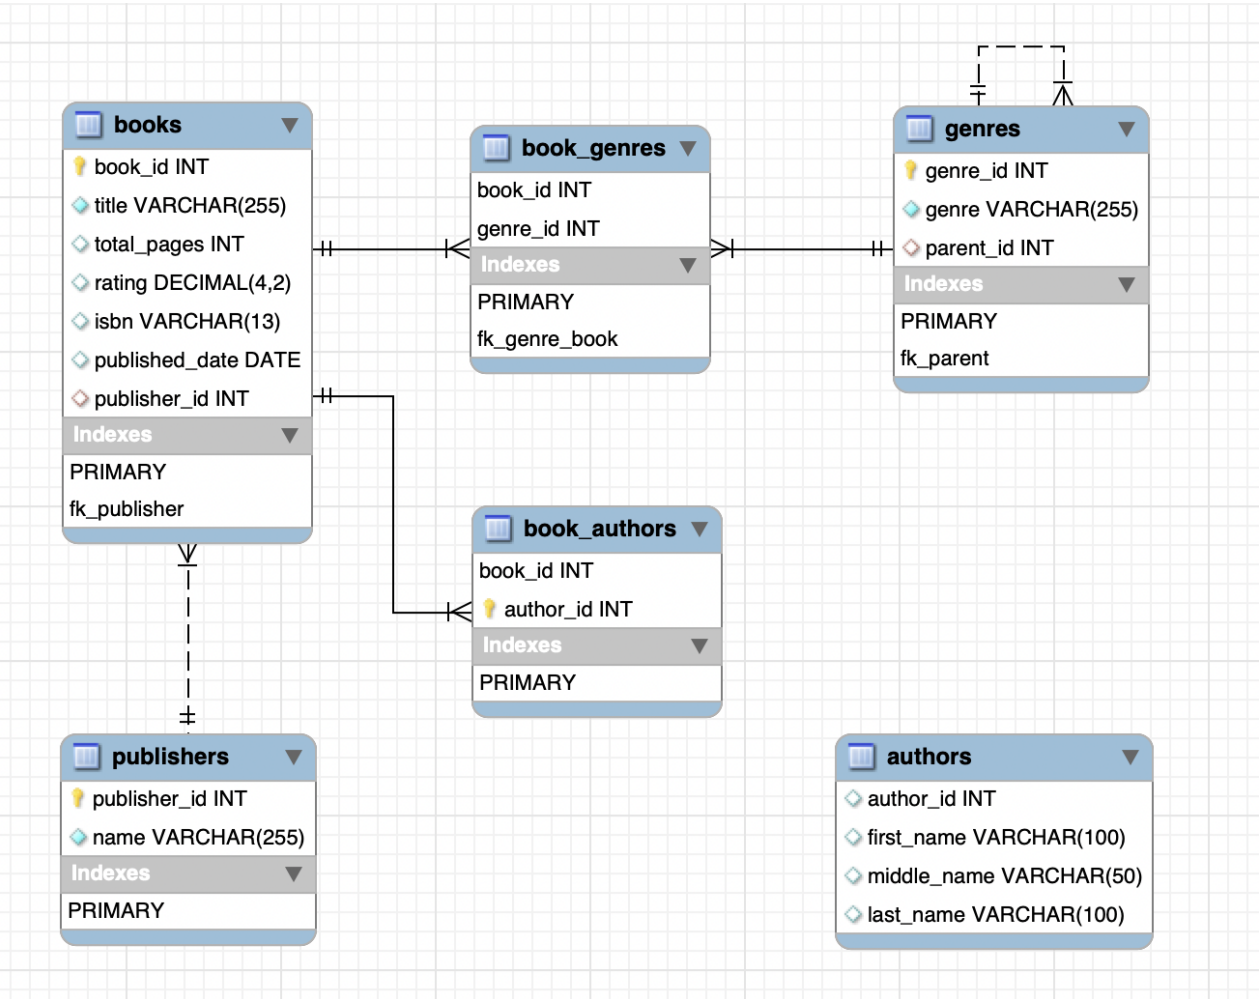 books
book_id INT
title VARCHAR(255)
total_pages INT
rating DECIMAL(4,2)
isbn VARCHAR(13)
published_date DATE
publisher_id INT
Indexes
PRIMARY
fk_publisher
book_genres
book_id INT
genre_id INT
Indexes
PRIMARY
fk_genre_book
genres
genre_id INT
genre VARCHAR(255)
parent_id INT
Indexes
PRIMARY
fk_parent
book_authors
book_id INT
author_id INT
Indexes
PRIMARY
publishers
publisher_id INT
name VARCHAR(255)
Indexes
PRIMARY
authors
author_id INT
first_name VARCHAR(100)
middle_name VARCHAR(50)
last_name VARCHAR(100)